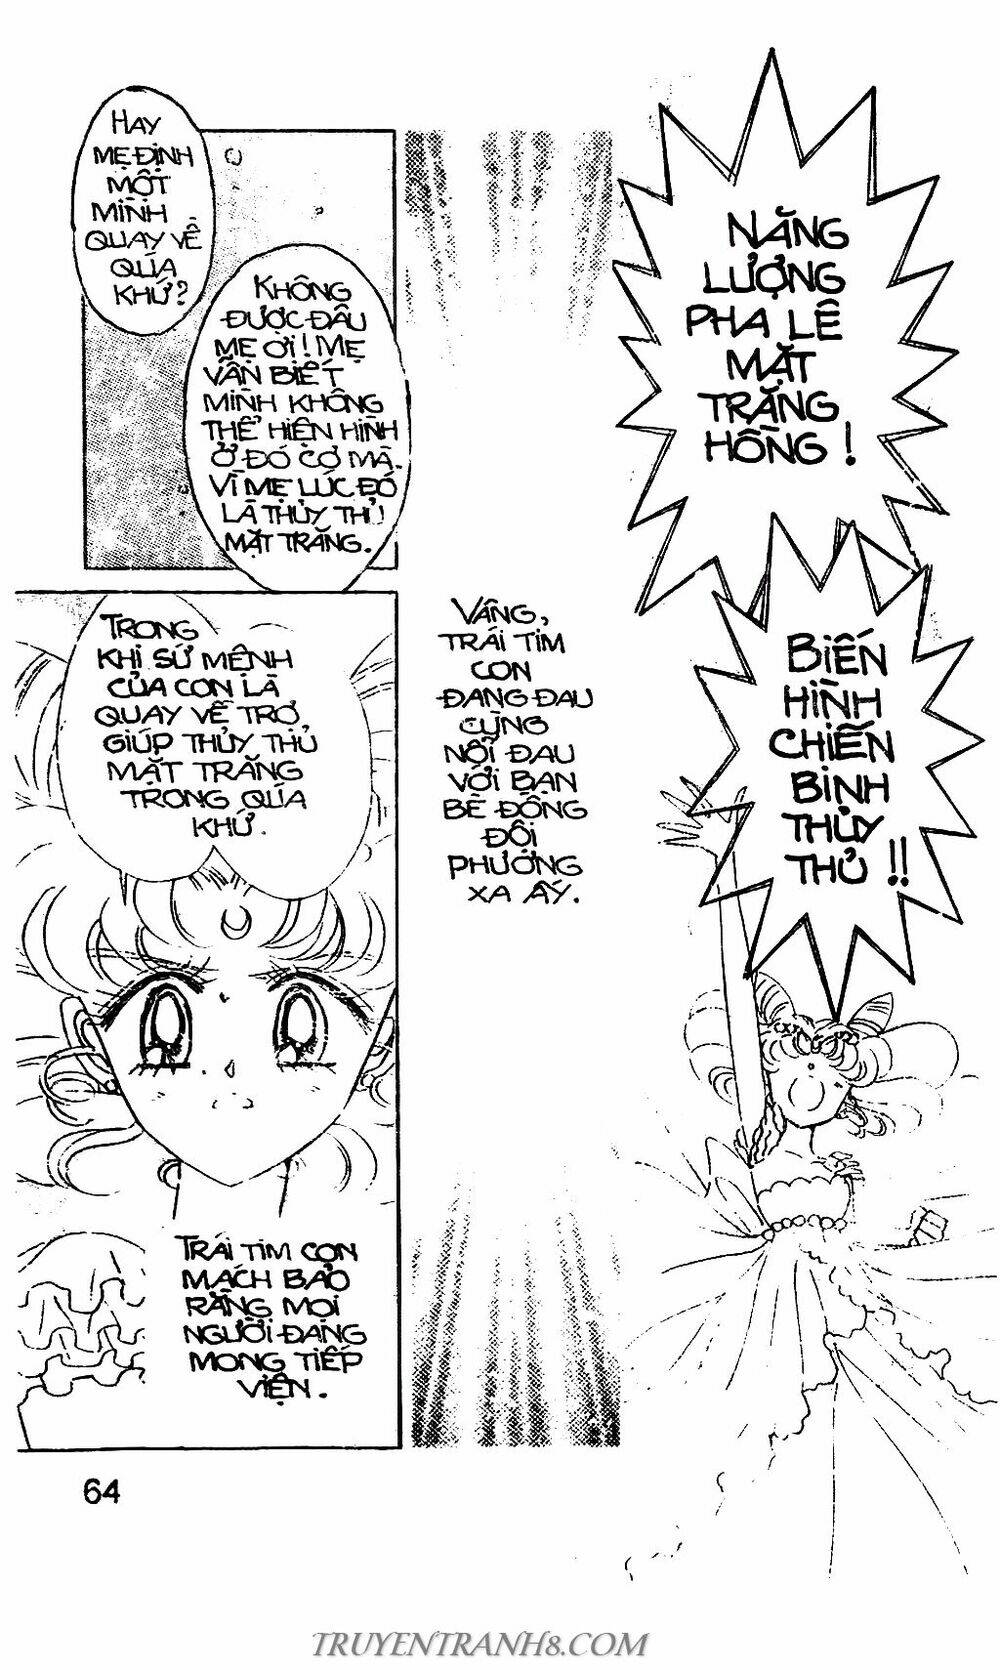 HAY
MẸ ĐỊNH
MỘT
MÌNH
QUAY VỀ
QÚA
KHỨ?
KHÔNG
ĐƯỢC ĐÂU
MẸ ƠI! MẸ
VẪN BIẾT
MÌNH KHÔNG
THỂ HIỆN HÌNH
Ở ĐÓ CƠ MÀ.
VÌ MẸ LÚC ĐÓ
LÀ THỦY THỦ
MẶT TRĂNG.
NĂNG
LƯỢNG
PHA LÊ
MẶT
TRĂNG
HỒNG!
BIẾN
HÌNH
CHIẾN
BINH
THỦY
THỦ!!
VÂNG,
TRÁI TIM
CON
ĐANG ĐAU
CÙNG
NỖI ĐAU
VỚI BẠN
BÈ ĐỒNG
ĐỘI
PHƯƠNG
XA ẤY.
TRONG
KHI SỨ MỆNH
CỦA CON LÀ
QUAY VỀ TRỢ
GIÚP THỦY THỦ
MẶT TRĂNG
TRONG QÚA
KHỨ.
TRÁI TIM CON
MÁCH BẢO
RẰNG MỌI
NGƯỜI ĐANG
MONG TIẾP
VIỆN.
64
TRUYENTRANH8.COM